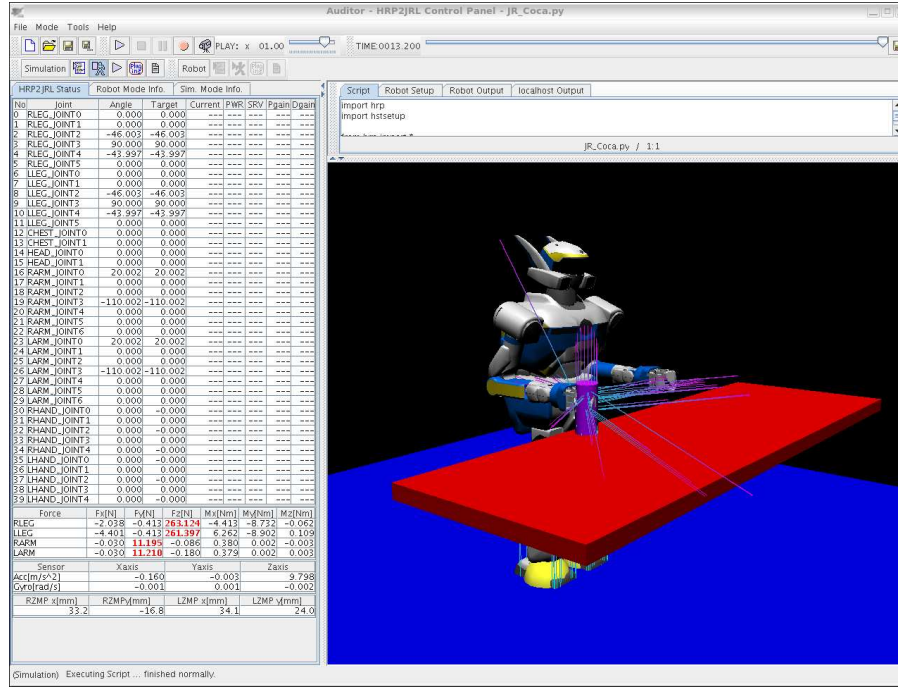 Auditor - HRP2JRL Control Panel - JR_Coca.py
File Mode Tools Help
PLAY: x 01.00 TIME:0013.200
Simulation Robot
HRP2JRL Status Robot Mode Info. Sim. Mode Info.
Script Robot Setup Robot Output localhost Output
import hrp
import hstsetup
from hrp import *
JR_Coca.py / 1:1
No Joint Angle Target Current PWR SRV Pgain Dgain
0 RLEG_JOINT0 0.000 0.000 --- --- --- --- ---
1 RLEG_JOINT1 0.000 0.000 --- --- --- --- ---
2 RLEG_JOINT2 -46.003 -46.003 --- --- --- --- ---
3 RLEG_JOINT3 90.000 90.000 --- --- --- --- ---
4 RLEG_JOINT4 -43.997 -43.997 --- --- --- --- ---
5 RLEG_JOINT5 0.000 0.000 --- --- --- --- ---
6 LLEG_JOINT0 0.000 0.000 --- --- --- --- ---
7 LLEG_JOINT1 0.000 0.000 --- --- --- --- ---
8 LLEG_JOINT2 -46.003 -46.003 --- --- --- --- ---
9 LLEG_JOINT3 90.000 90.000 --- --- --- --- ---
10 LLEG_JOINT4 -43.997 -43.997 --- --- --- --- ---
11 LLEG_JOINT5 0.000 0.000 --- --- --- --- ---
12 CHEST_JOINT0 0.000 0.000 --- --- --- --- ---
13 CHEST_JOINT1 0.000 0.000 --- --- --- --- ---
14 HEAD_JOINT0 0.000 0.000 --- --- --- --- ---
15 HEAD_JOINT1 0.000 0.000 --- --- --- --- ---
16 RARM_JOINT0 20.002 20.002 --- --- --- --- ---
17 RARM_JOINT1 0.000 0.000 --- --- --- --- ---
18 RARM_JOINT2 0.000 0.000 --- --- --- --- ---
19 RARM_JOINT3 -110.002 -110.002 --- --- --- --- ---
20 RARM_JOINT4 0.000 0.000 --- --- --- --- ---
21 RARM_JOINT5 0.000 0.000 --- --- --- --- ---
22 RARM_JOINT6 0.000 0.000 --- --- --- --- ---
23 LARM_JOINT0 20.002 20.002 --- --- --- --- ---
24 LARM_JOINT1 0.000 0.000 --- --- --- --- ---
25 LARM_JOINT2 0.000 0.000 --- --- --- --- ---
26 LARM_JOINT3 -110.002 -110.002 --- --- --- --- ---
27 LARM_JOINT4 0.000 0.000 --- --- --- --- ---
28 LARM_JOINT5 0.000 0.000 --- --- --- --- ---
29 LARM_JOINT6 0.000 0.000 --- --- --- --- ---
30 RHAND_JOINT0 0.000 -0.000 --- --- --- --- ---
31 RHAND_JOINT1 0.000 0.000 --- --- --- --- ---
32 RHAND_JOINT2 0.000 -0.000 --- --- --- --- ---
33 RHAND_JOINT3 0.000 0.000 --- --- --- --- ---
34 RHAND_JOINT4 0.000 -0.000 --- --- --- --- ---
35 LHAND_JOINT0 0.000 -0.000 --- --- --- --- ---
36 LHAND_JOINT1 0.000 0.000 --- --- --- --- ---
37 LHAND_JOINT2 0.000 -0.000 --- --- --- --- ---
38 LHAND_JOINT3 0.000 0.000 --- --- --- --- ---
39 LHAND_JOINT4 0.000 -0.000 --- --- --- --- ---
Force Fx[N] Fy[N] Fz[N] Mx[Nm] My[Nm] Mz[Nm]
RLEG -2.038 -0.413 263.124 -4.413 -8.732 -0.062
LLEG -4.401 -0.413 261.397 6.262 -8.902 0.109
RARM -0.030 11.195 -0.086 0.380 0.002 -0.003
LARM -0.030 11.210 -0.180 0.379 0.002 0.003
Sensor Xaxis Yaxis Zaxis
Acc[m/s^2] -0.160 -0.003 9.798
Gyro[rad/s] -0.001 0.001 -0.002
RZMP x[mm] RZMPy[mm] LZMP x[mm] LZMP y[mm]
33.2 -16.8 34.1 24.0
(Simulation) Executing Script ... finished normally.